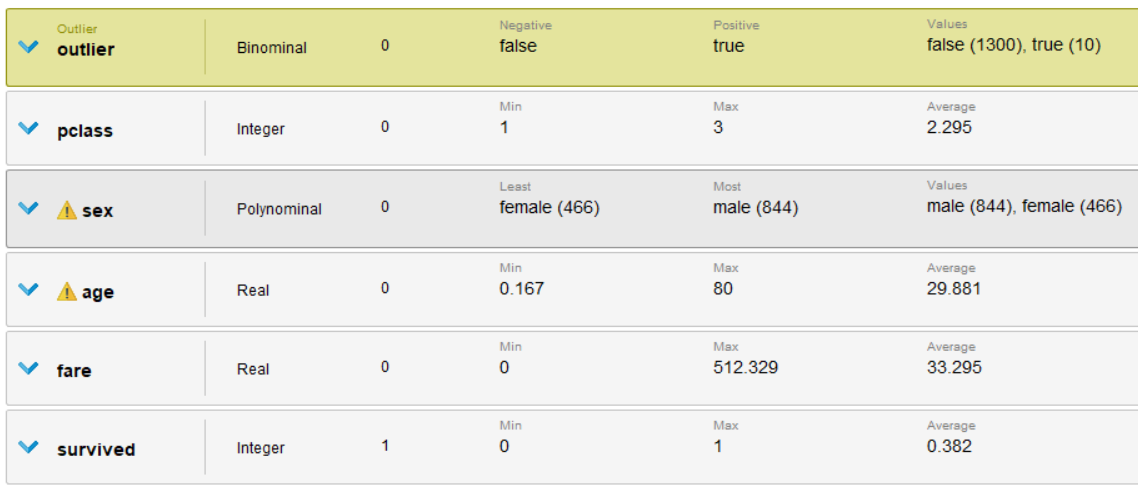 Outlier Negative Positive Values
outlier Binominal 0 false true false (1300), true (10)
Min Max Average
pclass Integer 0 1 3 2.295
Least Most Values
sex Polynominal 0 female (466) male (844) male (844), female (466)
Min Max Average
age Real 0 0.167 80 29.881
Min Max Average
fare Real 0 0 512.329 33.295
Min Max Average
survived Integer 1 0 1 0.382